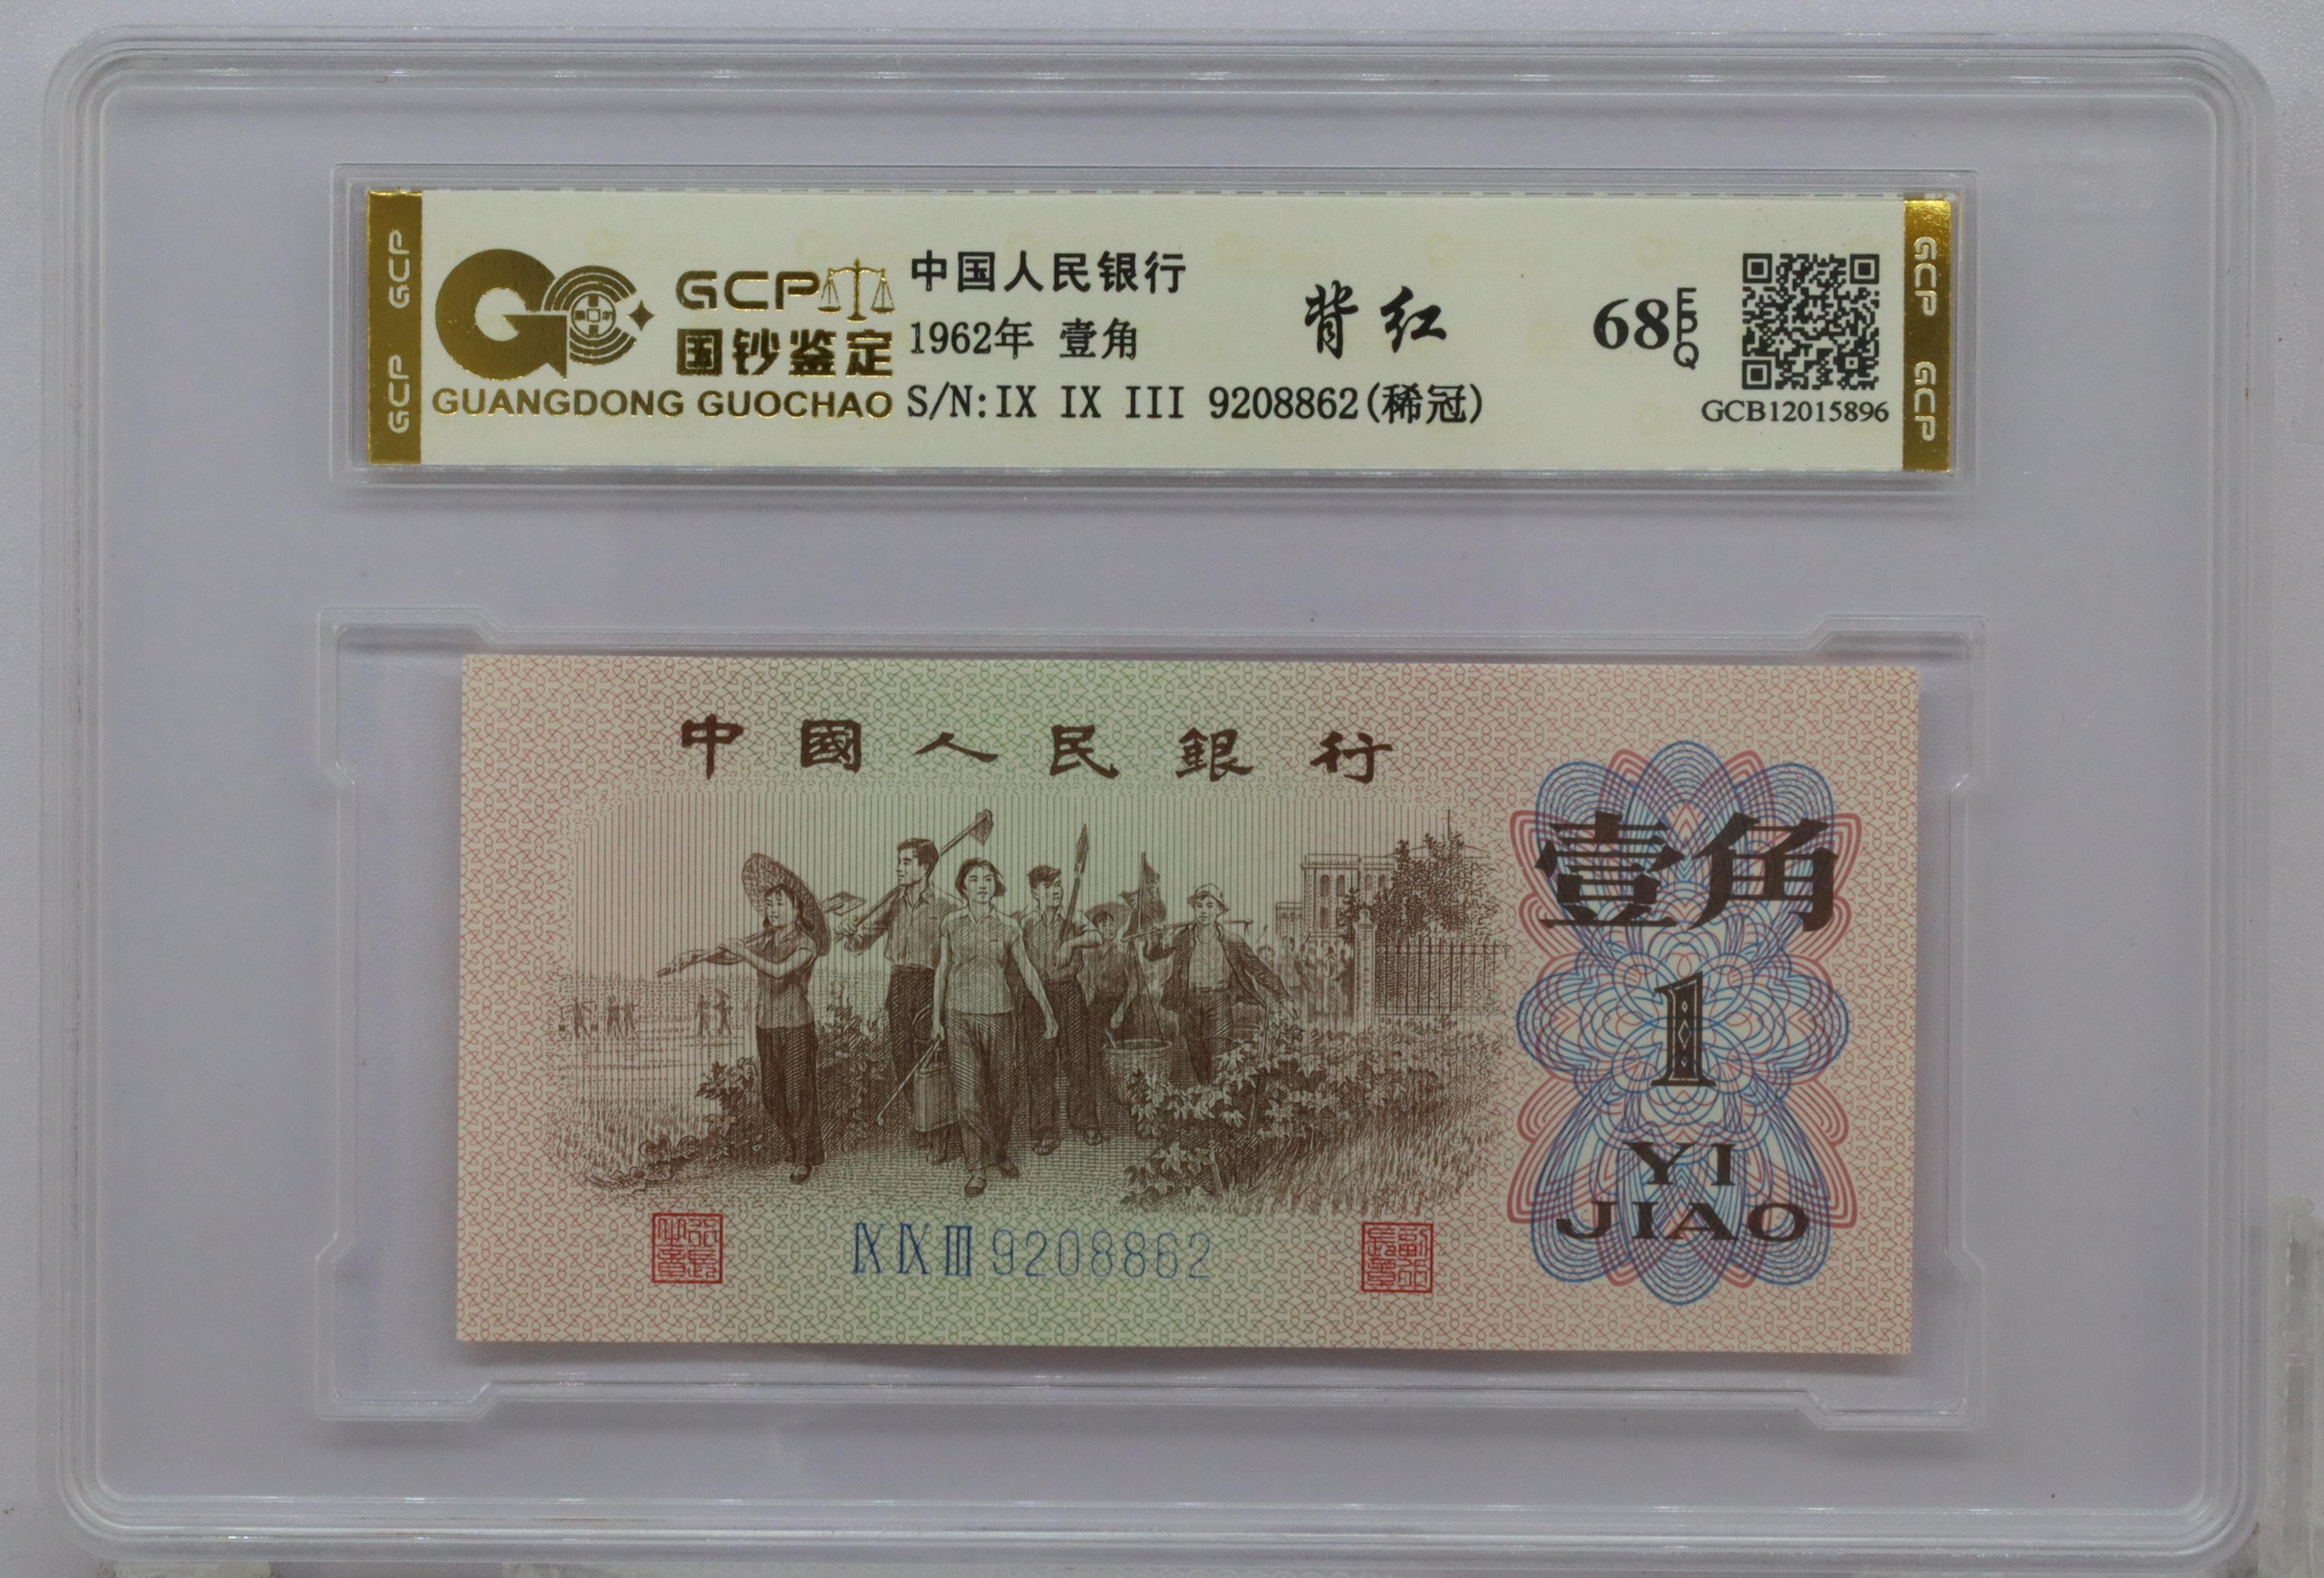 GCP
GCP
GCP
国钞鉴定
GUANGDONG GUOCHAO
中国人民银行
1962年 壹角
S/N:IX IX III 9208862(稀冠)
背红
68 EPQ
GCB12015896
GCP
GCP
中國人民銀行
壹角
1
YI
JIAO
IX IX III 9208862